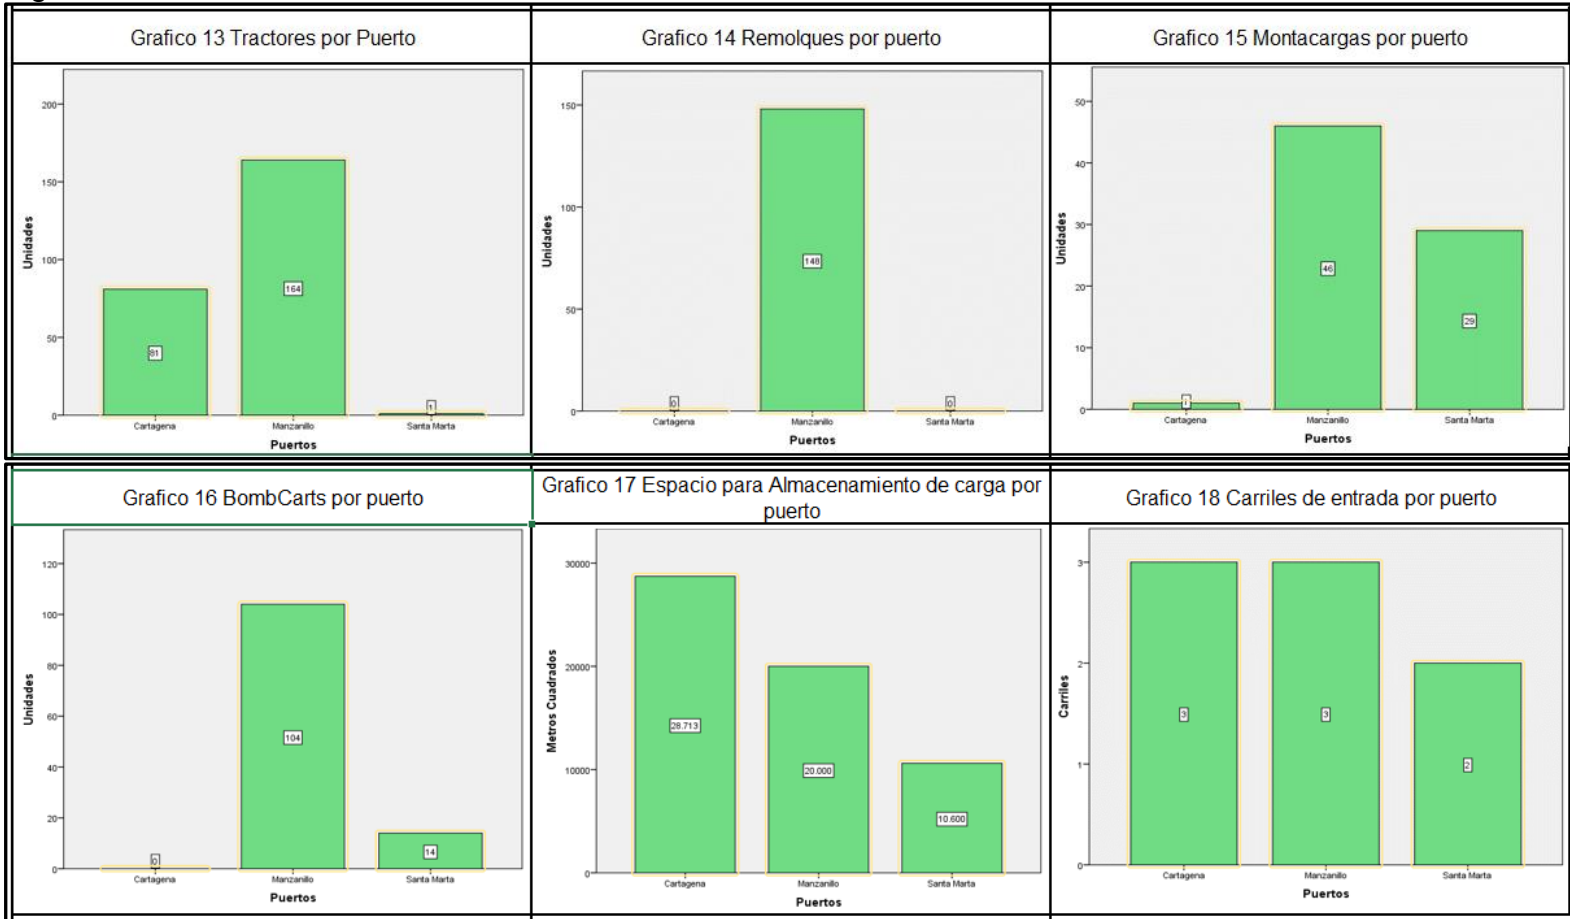 Grafico 13 Tractores por Puerto
Grafico 14 Remolques por puerto
Grafico 15 Montacargas por puerto
200
150
100
50
0
Unidades
81
164
1
Cartagena
Manzanillo
Santa Marta
Puertos
150
100
50
0
Unidades
0
148
0
Cartagena
Manzanillo
Santa Marta
Puertos
50
40
30
20
10
0
Unidades
1
46
29
Cartagena
Manzanillo
Santa Marta
Puertos
Grafico 16 BombCarts por puerto
Grafico 17 Espacio para Almacenamiento de carga por
puerto
Grafico 18 Carriles de entrada por puerto
120
100
80
60
40
20
0
Unidades
0
104
14
Cartagena
Manzanillo
Santa Marta
Puertos
30000
20000
10000
0
Metros Cuadrados
28.713
20.000
10.600
Cartagena
Manzanillo
Santa Marta
Puertos
3
2
1
0
Carriles
3
3
2
Cartagena
Manzanillo
Santa Marta
Puertos